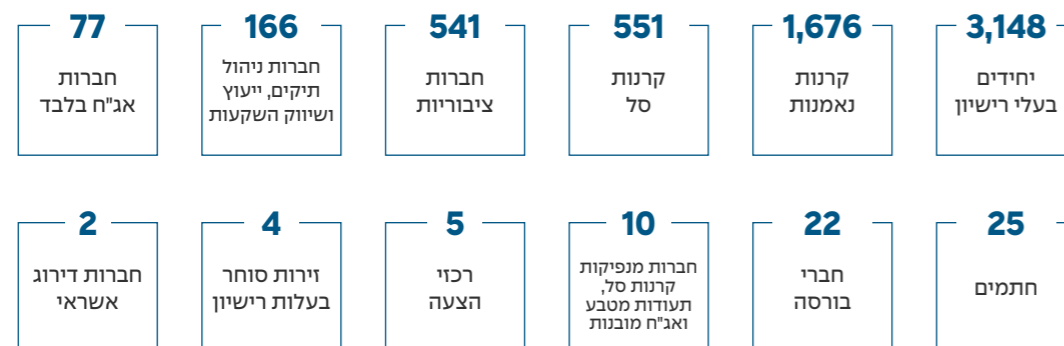 3,148
יחידים
בעלי רישיון
1,676
קרנות
נאמנות
551
קרנות
סל
541
חברות
ציבוריות
166
חברות ניהול
תיקים, ייעוץ
ושיווק השקעות
77
חברות
אג"ח בלבד
25
חתמים
22
חברי
בורסה
10
חברות מנפיקות
קרנות סל,
תעודות מטבע
ואג"ח מובנות
5
רכזי
הצעה
4
זירות סוחר
בעלות רישיון
2
חברות דירוג
אשראי